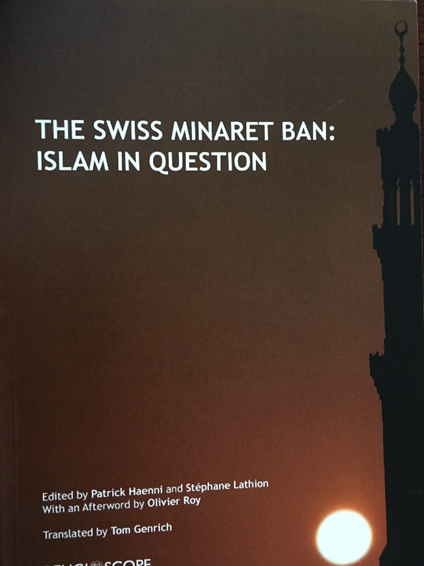 THE SWISS MINARET BAN:
ISLAM IN QUESTION
Edited by Patrick Haenni and Stéphane Lathion
With an Afterword by Olivier Roy
Translated by Tom Genrich